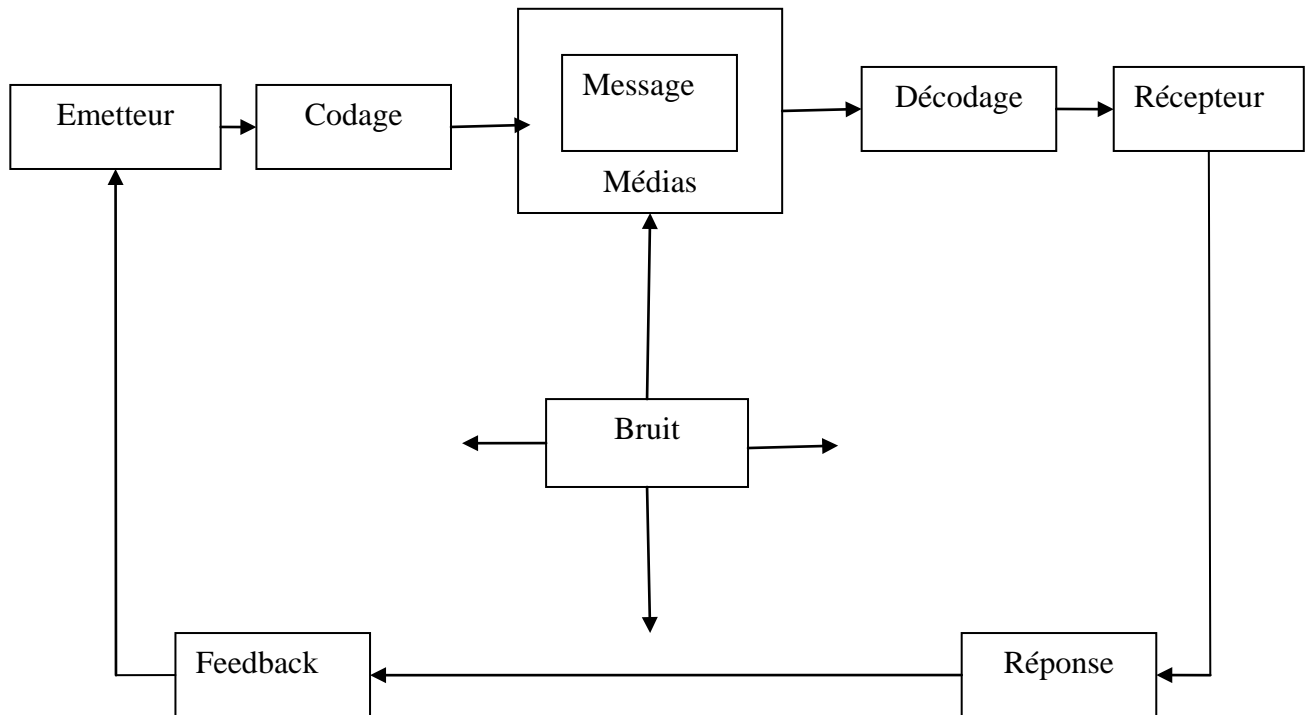 Emetteur
Codage
Message
Médias
Décodage
Récepteur
Bruit
Feedback
Réponse